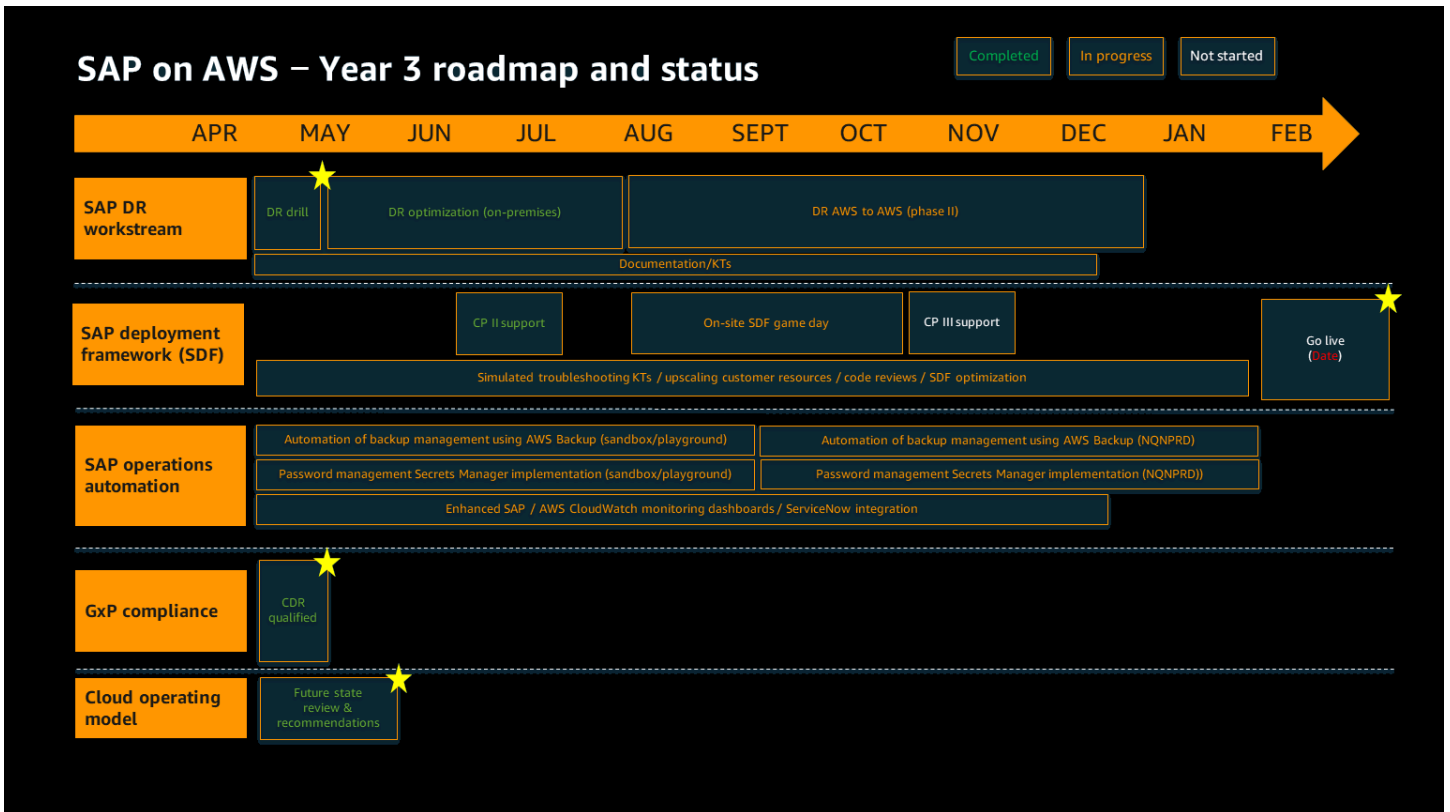 SAP on AWS – Year 3 roadmap and status
Completed
In progress
Not started
APR MAY JUN JUL AUG SEPT OCT NOV DEC JAN FEB
SAP DR
workstream
DR drill
DR optimization (on-premises)
DR AWS to AWS (phase II)
Documentation/KTs
SAP deployment
framework (SDF)
CP II support
On-site SDF game day
CP III support
Go live
(Date)
Simulated troubleshooting KTs / upscaling customer resources / code reviews / SDF optimization
SAP operations
automation
Automation of backup management using AWS Backup (sandbox/playground)
Automation of backup management using AWS Backup (NQNPRD)
Password management Secrets Manager implementation (sandbox/playground)
Password management Secrets Manager implementation (NQNPRD))
Enhanced SAP / AWS CloudWatch monitoring dashboards / ServiceNow integration
GxP compliance
CDR
qualified
Cloud operating
model
Future state
review &
recommendations